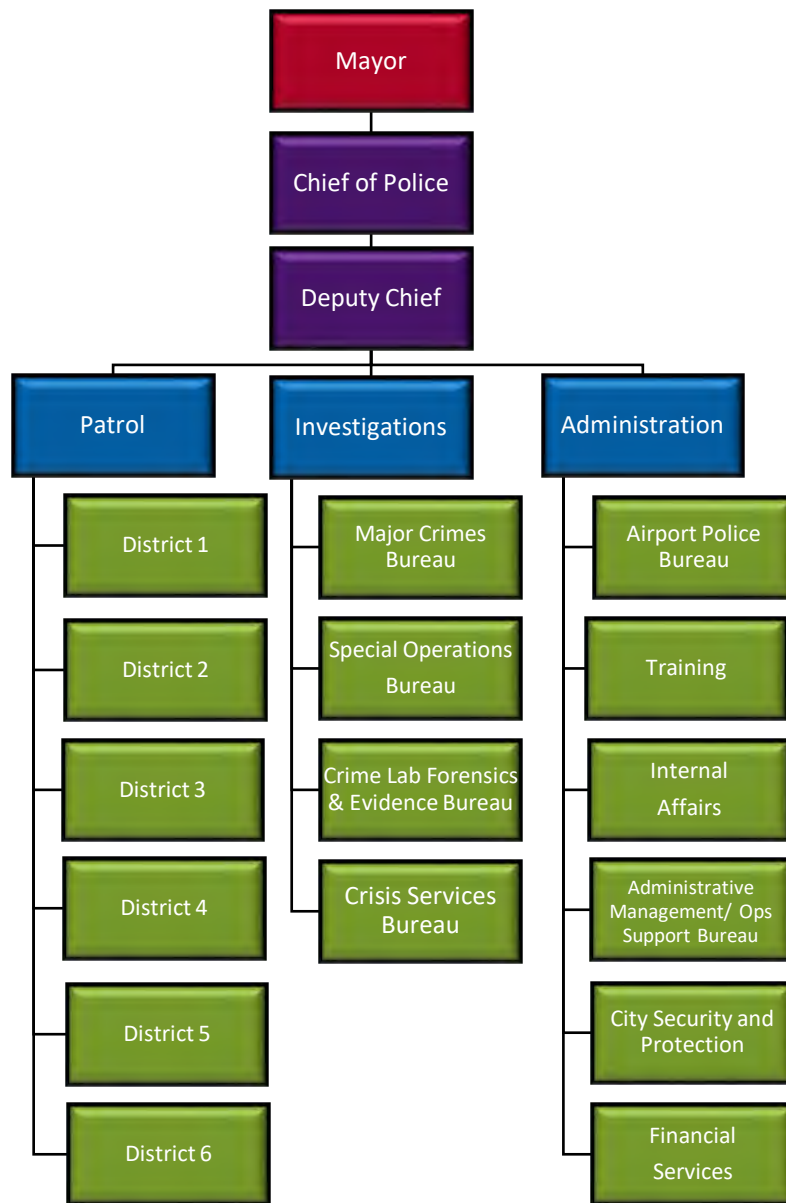 Mayor
Chief of Police
Deputy Chief
Patrol
District 1
District 2
District 3
District 4
District 5
District 6
Investigations
Major Crimes
Bureau
Special Operations
Bureau
Crime Lab Forensics
& Evidence Bureau
Crisis Services
Bureau
Administration
Airport Police
Bureau
Training
Internal
Affairs
Administrative
Management/ Ops
Support Bureau
City Security and
Protection
Financial
Services